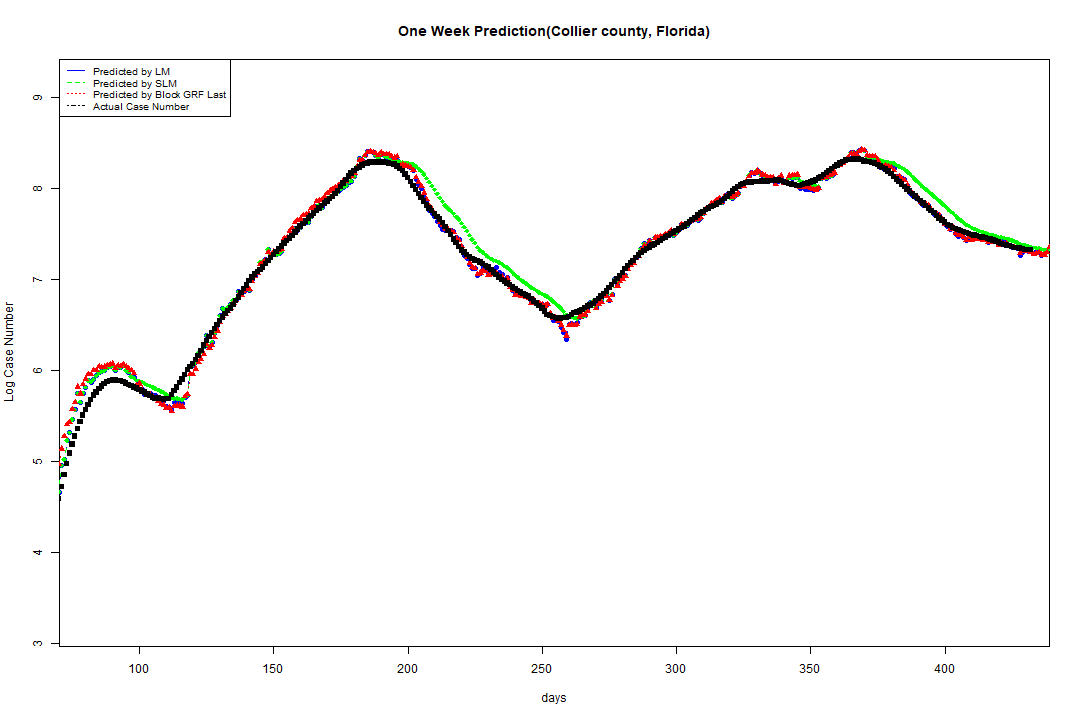 One Week Prediction(Collier county, Florida)
Predicted by LM
Predicted by SLM
Predicted by Block GRF Last
Actual Case Number
9
8
7
6
5
4
3
Log Case Number
100 150 200 250 300 350 400
days